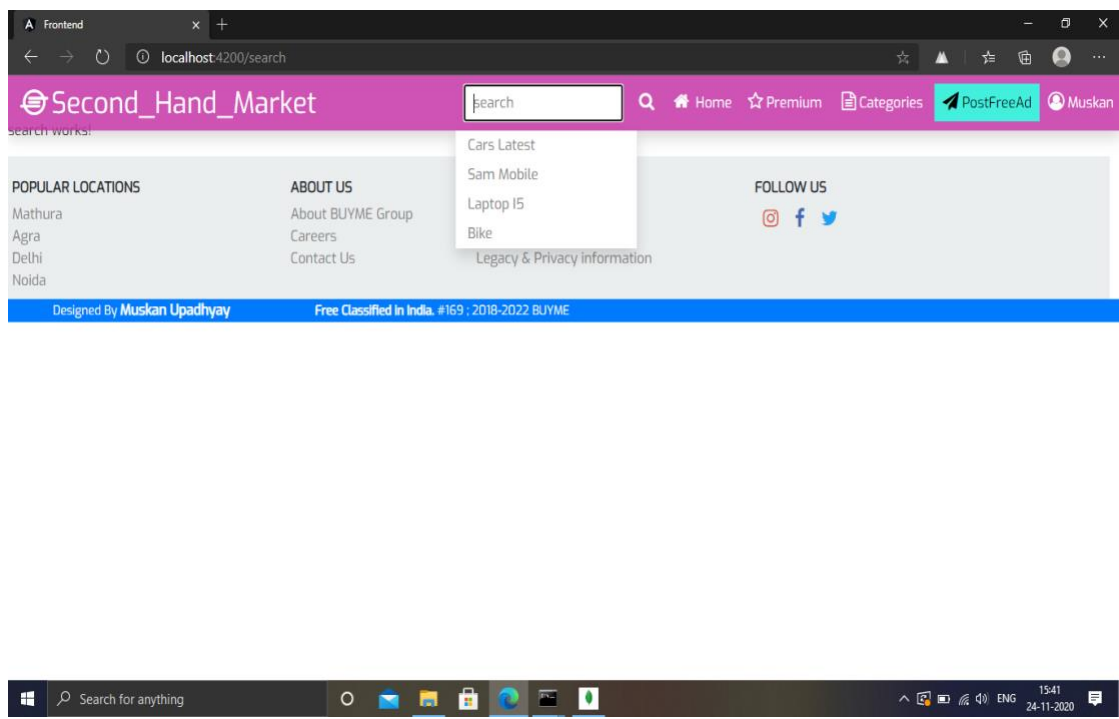 Frontend
localhost:4200/search
Second_Hand_Market
search
Home
Premium
Categories
PostFreeAd
Muskan
search works!
Cars Latest
Sam Mobile
Laptop I5
Bike
POPULAR LOCATIONS
Mathura
Agra
Delhi
Noida
ABOUT US
About BUYME Group
Careers
Contact Us
Legacy & Privacy information
FOLLOW US
Designed By Muskan Upadhyay
Free Classified in India. #169 ; 2018-2022 BUYME
Search for anything
ENG
15:41
24-11-2020